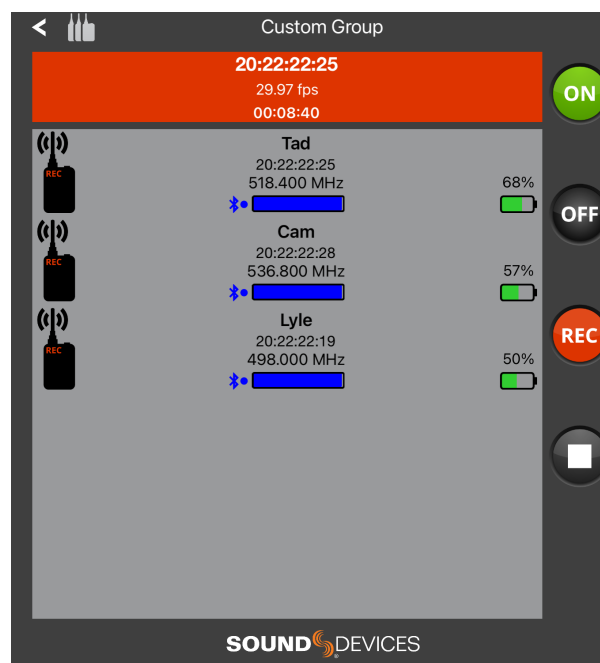 Custom Group
20:22:22:25
29.97 fps
00:08:40
ON
REC
Tad
20:22:22:25
518.400 MHz
68%
OFF
REC
Cam
20:22:22:28
536.800 MHz
57%
REC
Lyle
20:22:22:19
498.000 MHz
50%
REC
SOUND DEVICES